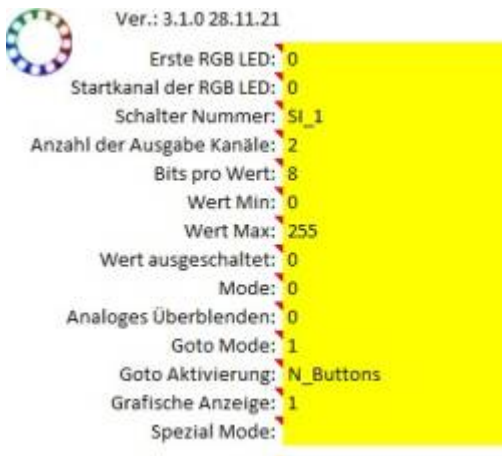 Ver.: 3.1.0 28.11.21
Erste RGB LED: 0
Startkanal der RGB LED: 0
Schalter Nummer: SI_1
Anzahl der Ausgabe Kanäle: 2
Bits pro Wert: 8
Wert Min: 0
Wert Max: 255
Wert ausgeschaltet: 0
Mode: 0
Analoges Überblenden: 0
Goto Mode: 1
Goto Aktivierung: N_Buttons
Grafische Anzeige: 1
Spezial Mode: